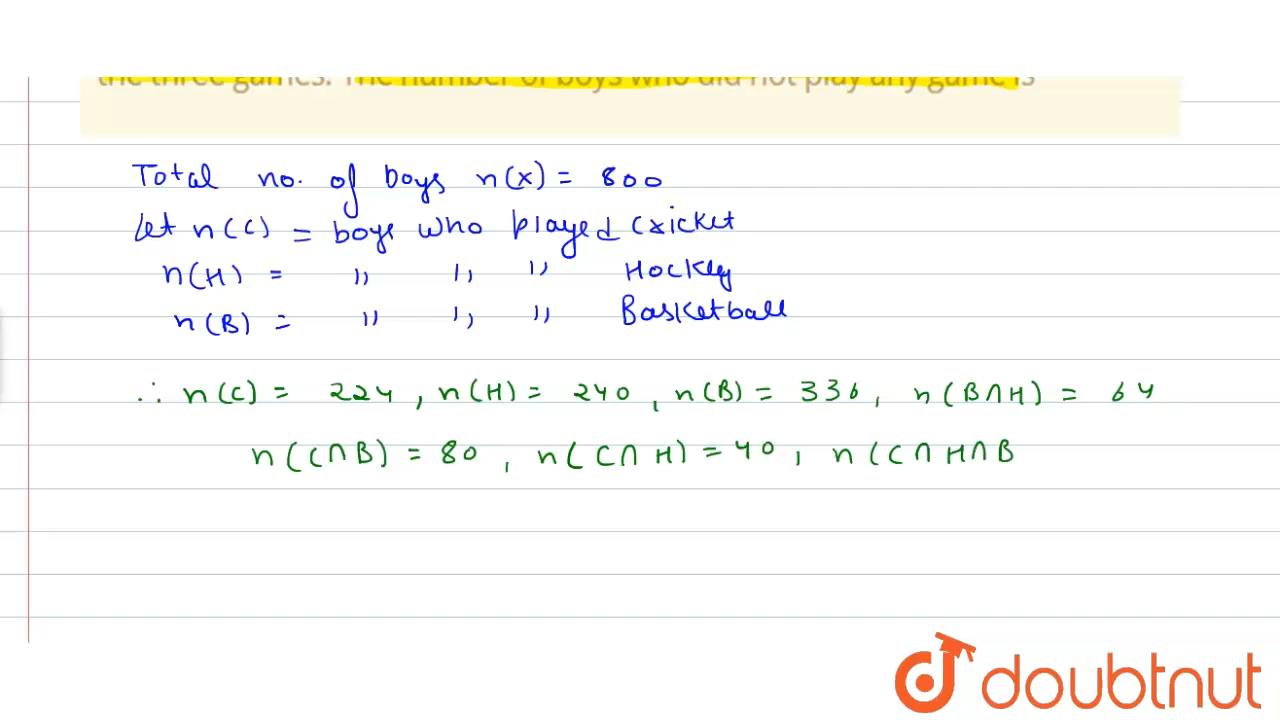 the three games. The number of boys who did not play any game is
Total no. of boys n(x) = 800
Let n(C) = boys who played Cricket
n(H) = " " " Hockey
n(B) = " " " Basketball
∴ n(C) = 224, n(H) = 240, n(B) = 336, n(B∩H) = 64
n(C∩B) = 80, n(C∩H) = 40, n(C∩H∩B
doubtnut